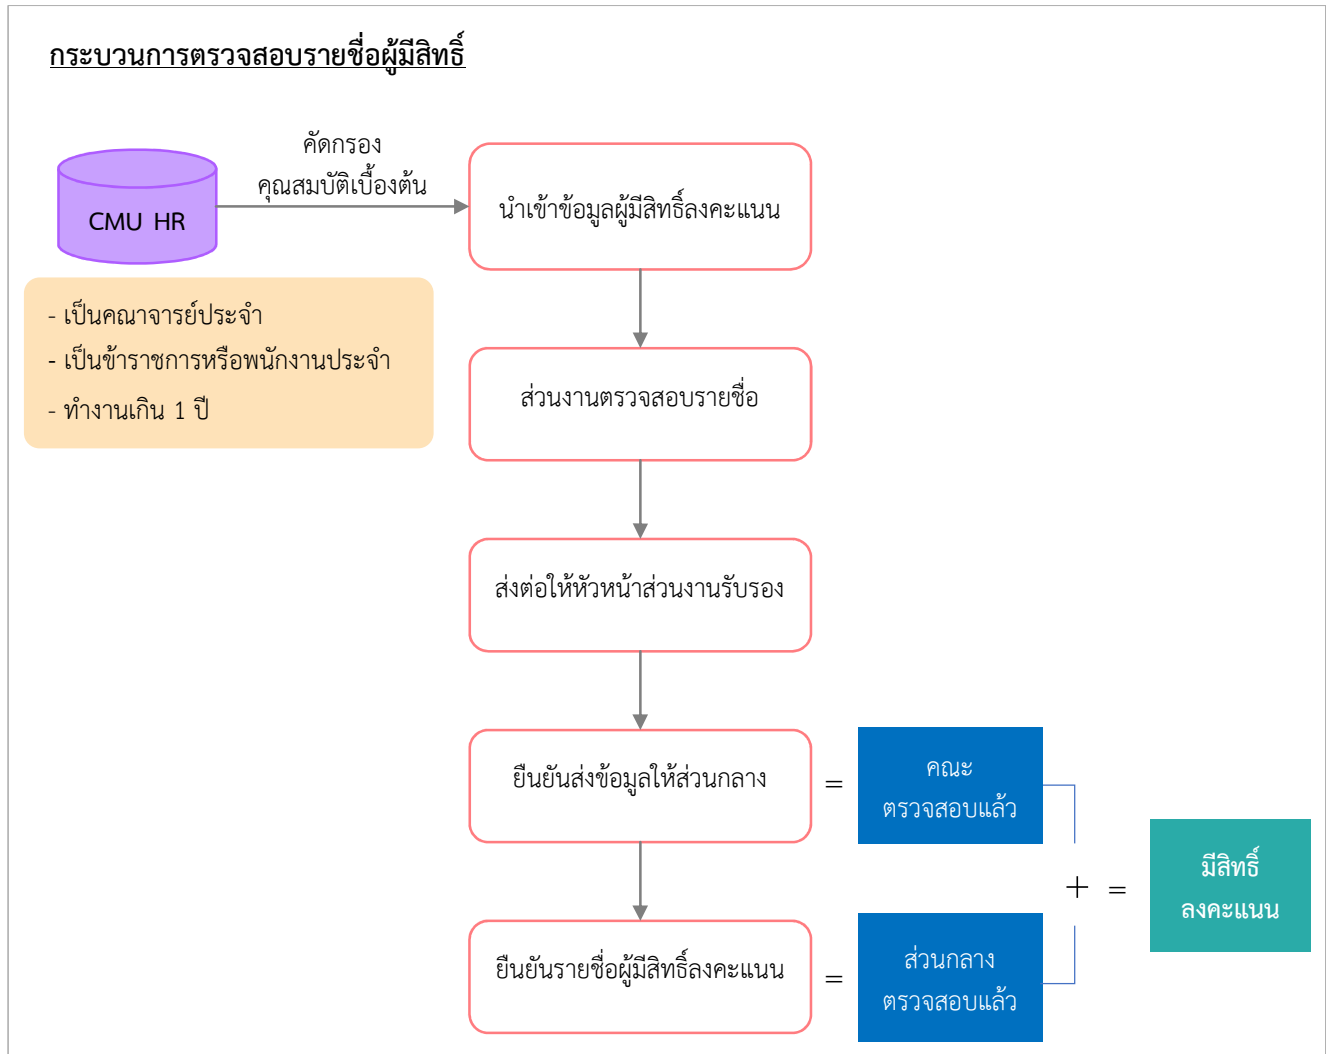 กระบวนการตรวจสอบรายชื่อผู้มีสิทธิ์
คัดกรอง
คุณสมบัติเบื้องต้น
CMU HR
นำเข้าข้อมูลผู้มีสิทธิ์ลงคะแนน
- เป็นคณาจารย์ประจำ
- เป็นข้าราชการหรือพนักงานประจำ
- ทำงานเกิน 1 ปี
ส่วนงานตรวจสอบรายชื่อ
ส่งต่อให้หัวหน้าส่วนงานรับรอง
ยืนยันส่งข้อมูลให้ส่วนกลาง
=
คณะ
ตรวจสอบแล้ว
+ =
มีสิทธิ์
ลงคะแนน
ยืนยันรายชื่อผู้มีสิทธิ์ลงคะแนน
=
ส่วนกลาง
ตรวจสอบแล้ว